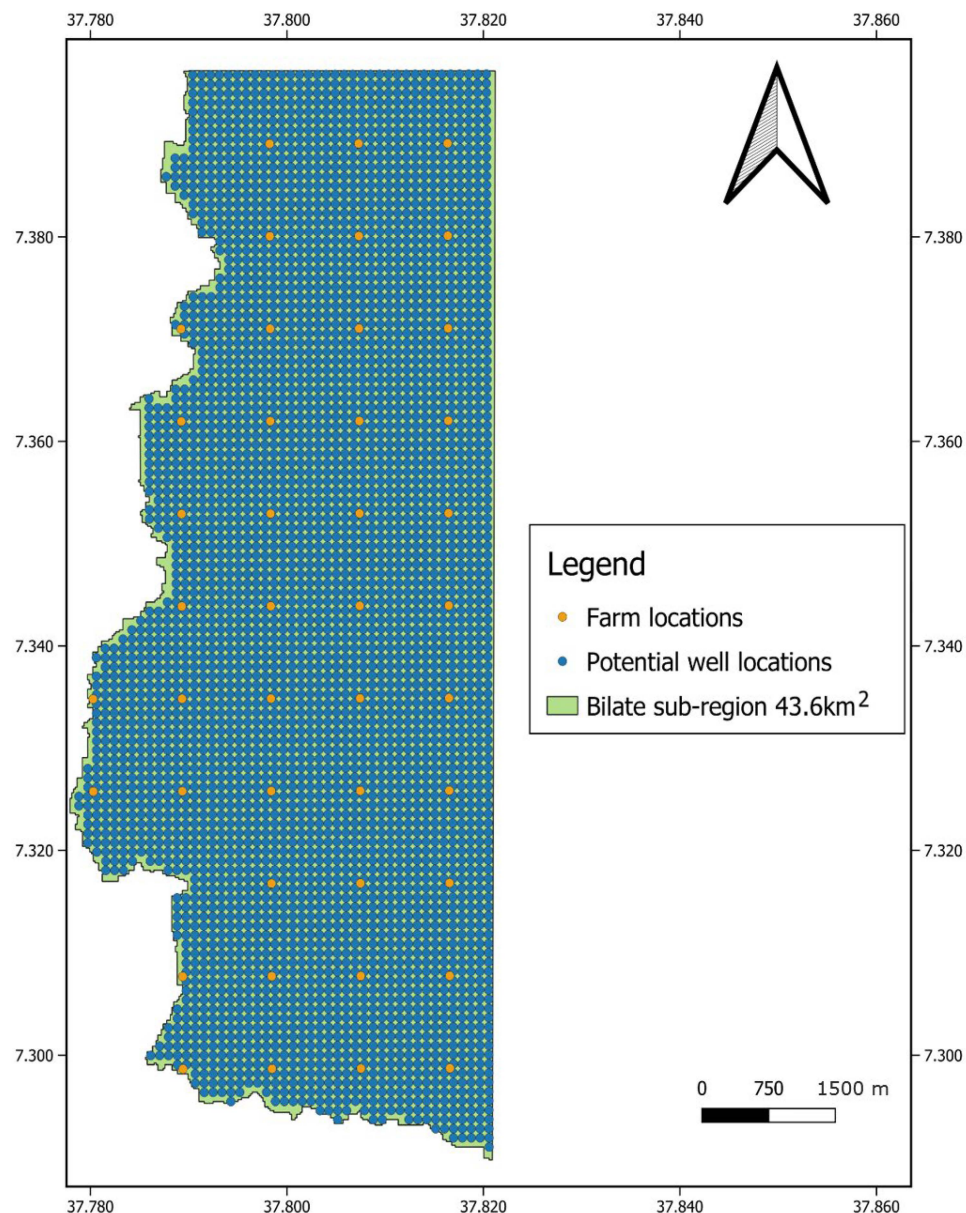 37.780 37.800 37.820 37.840 37.860
7.380 7.380
7.360 7.360
Legend
Farm locations
7.340 Potential well locations 7.340
Bilate sub-region 43.6km²
7.320 7.320
7.300 7.300
0 750 1500 m
37.780 37.800 37.820 37.840 37.860